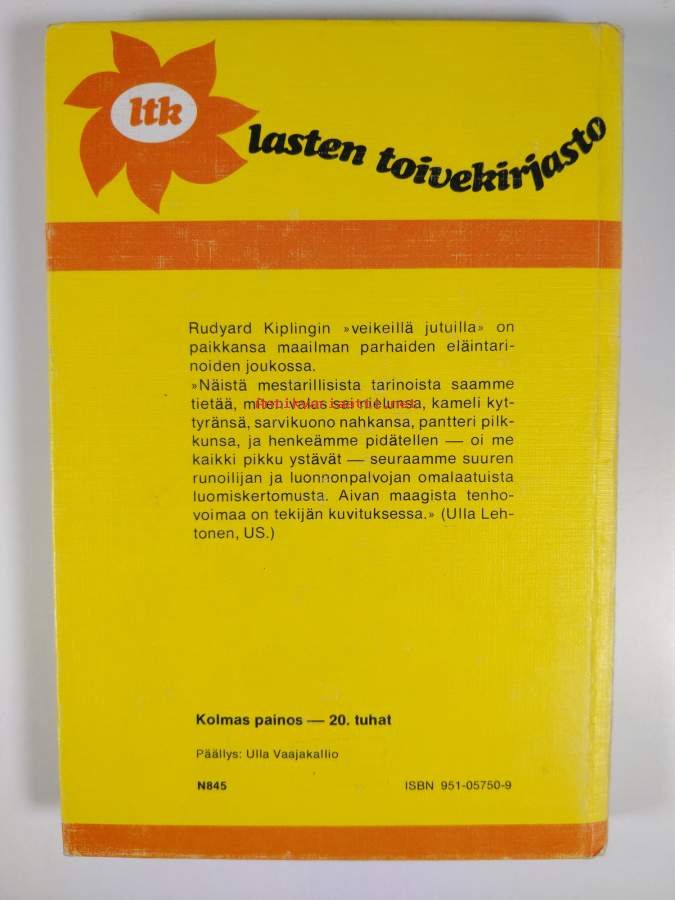 ltk
lasten toivekirjasto
Rudyard Kiplingin »veikeillä jutuilla» on
paikkansa maailman parhaiden eläintari-
noiden joukossa.
»Näistä mestarillisista tarinoista saamme
tietää, miten valas sai nielunsa, kameli kyt-
tyränsä, sarvikuono nahkansa, pantteri pilk-
kunsa, ja henkeämme pidätellen — oi me
kaikki pikku ystävät — seuraamme suuren
runoilijan ja luonnonpalvojan omalaatuista
luomiskertomusta. Aivan maagista tenho-
voimaa on tekijän kuvituksessa.» (Ulla Leh-
tonen, US.)
Kolmas painos — 20. tuhat
Päällys: Ulla Vaajakallio
N845 ISBN 951-05750-9